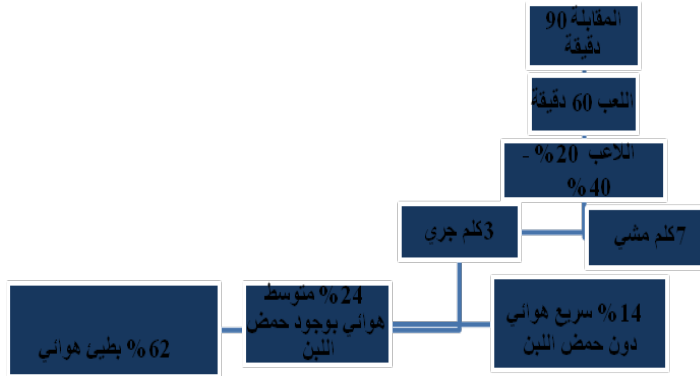 المقابلة 90
دقيقة
اللعب 60 دقيقة
اللاعب 20% -
40%
7كلم مشي
3كلم جري
14% سريع هوائي
دون حمض اللبن
24% متوسط
هوائي بوجود حمض
اللبن
62% بطيئ هوائي